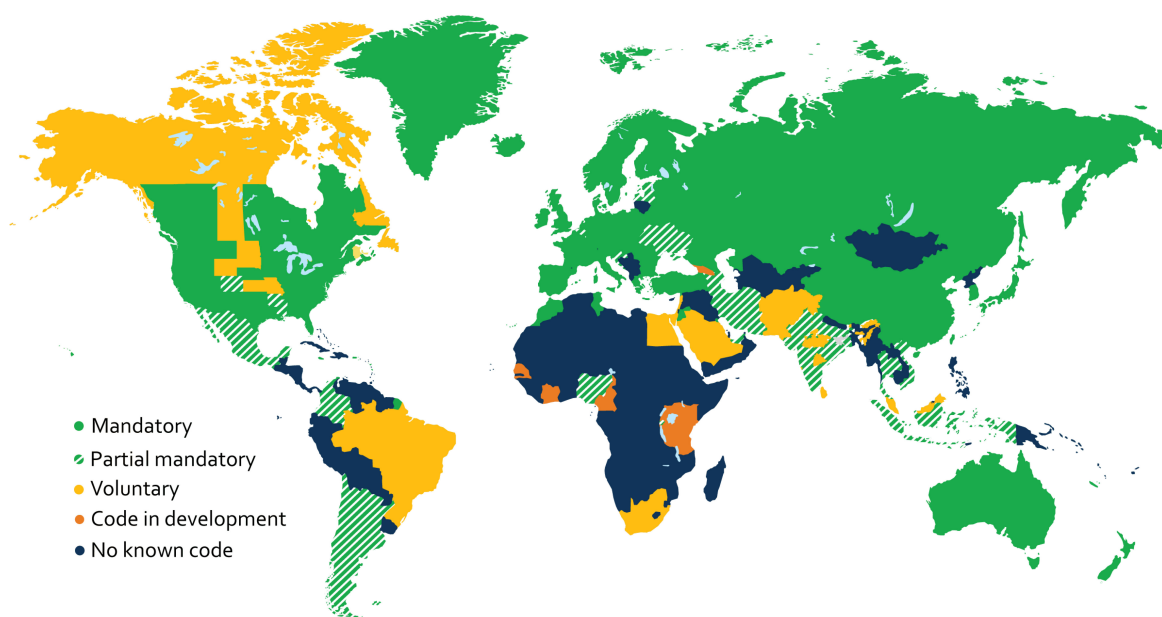 Mandatory
Partial mandatory
Voluntary
Code in development
No known code